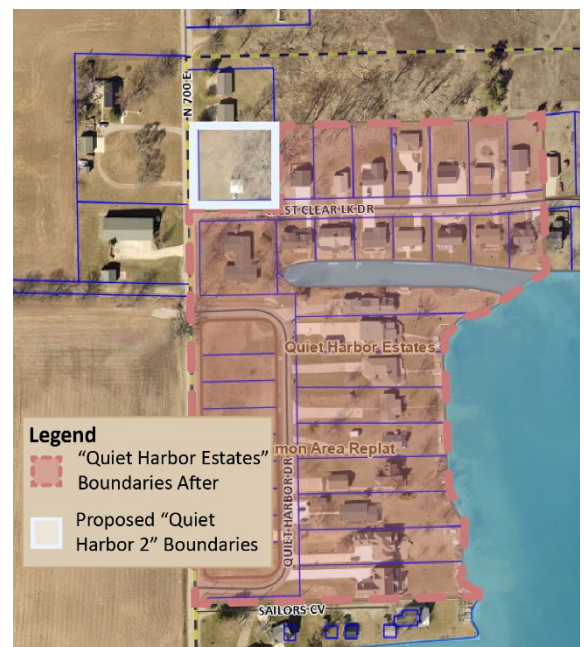 N 700 E
ST CLEAR LK DR
Quiet Harbor Estates
mon Area Replat
QUIET HARBOR DR
SAILORS CV
Legend
“Quiet Harbor Estates”
Boundaries After
Proposed “Quiet
Harbor 2” Boundaries